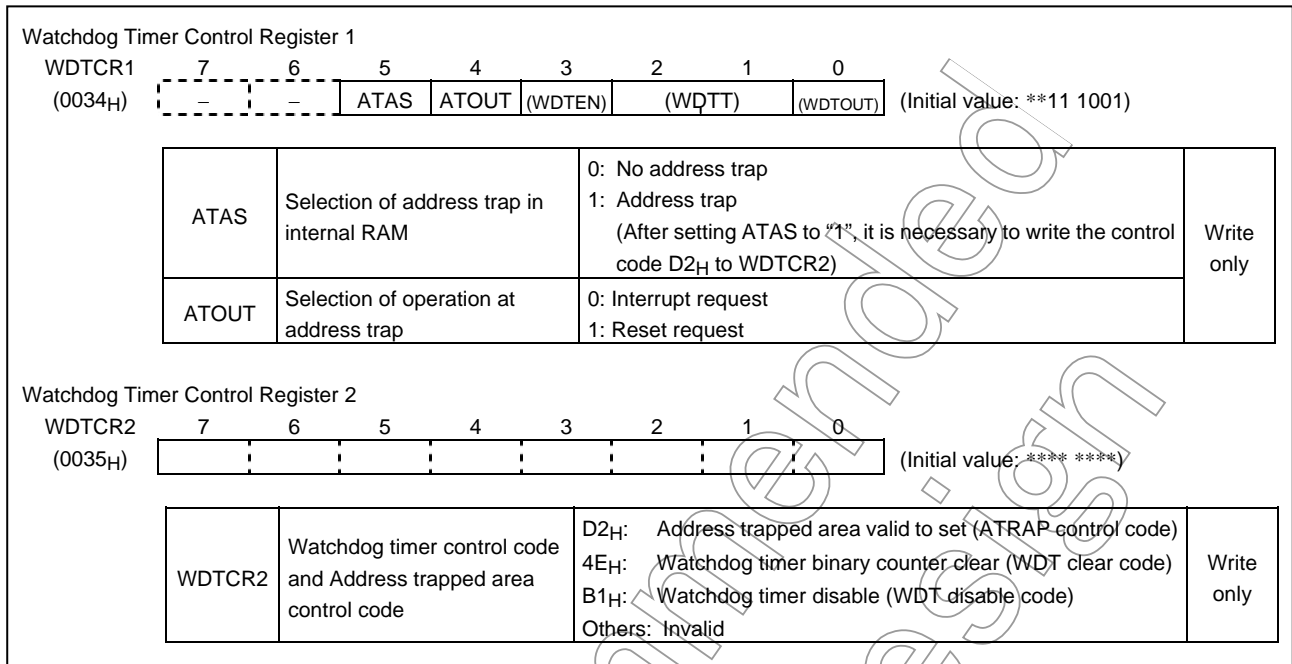 Watchdog Timer Control Register 1
WDTCR1 7 6 5 4 3 2 1 0
(0034H) – – ATAS ATOUT (WDTEN) (WDTT) (WDTOUT) (Initial value: **11 1001)
ATAS
Selection of address trap in
internal RAM
0: No address trap
1: Address trap
(After setting ATAS to “1”, it is necessary to write the control
code D2H to WDTCR2)
Write
only
ATOUT
Selection of operation at
address trap
0: Interrupt request
1: Reset request
Watchdog Timer Control Register 2
WDTCR2 7 6 5 4 3 2 1 0
(0035H) (Initial value: **** ****)
WDTCR2
Watchdog timer control code
and Address trapped area
control code
D2H: Address trapped area valid to set (ATRAP control code)
4EH: Watchdog timer binary counter clear (WDT clear code)
B1H: Watchdog timer disable (WDT disable code)
Others: Invalid
Write
only